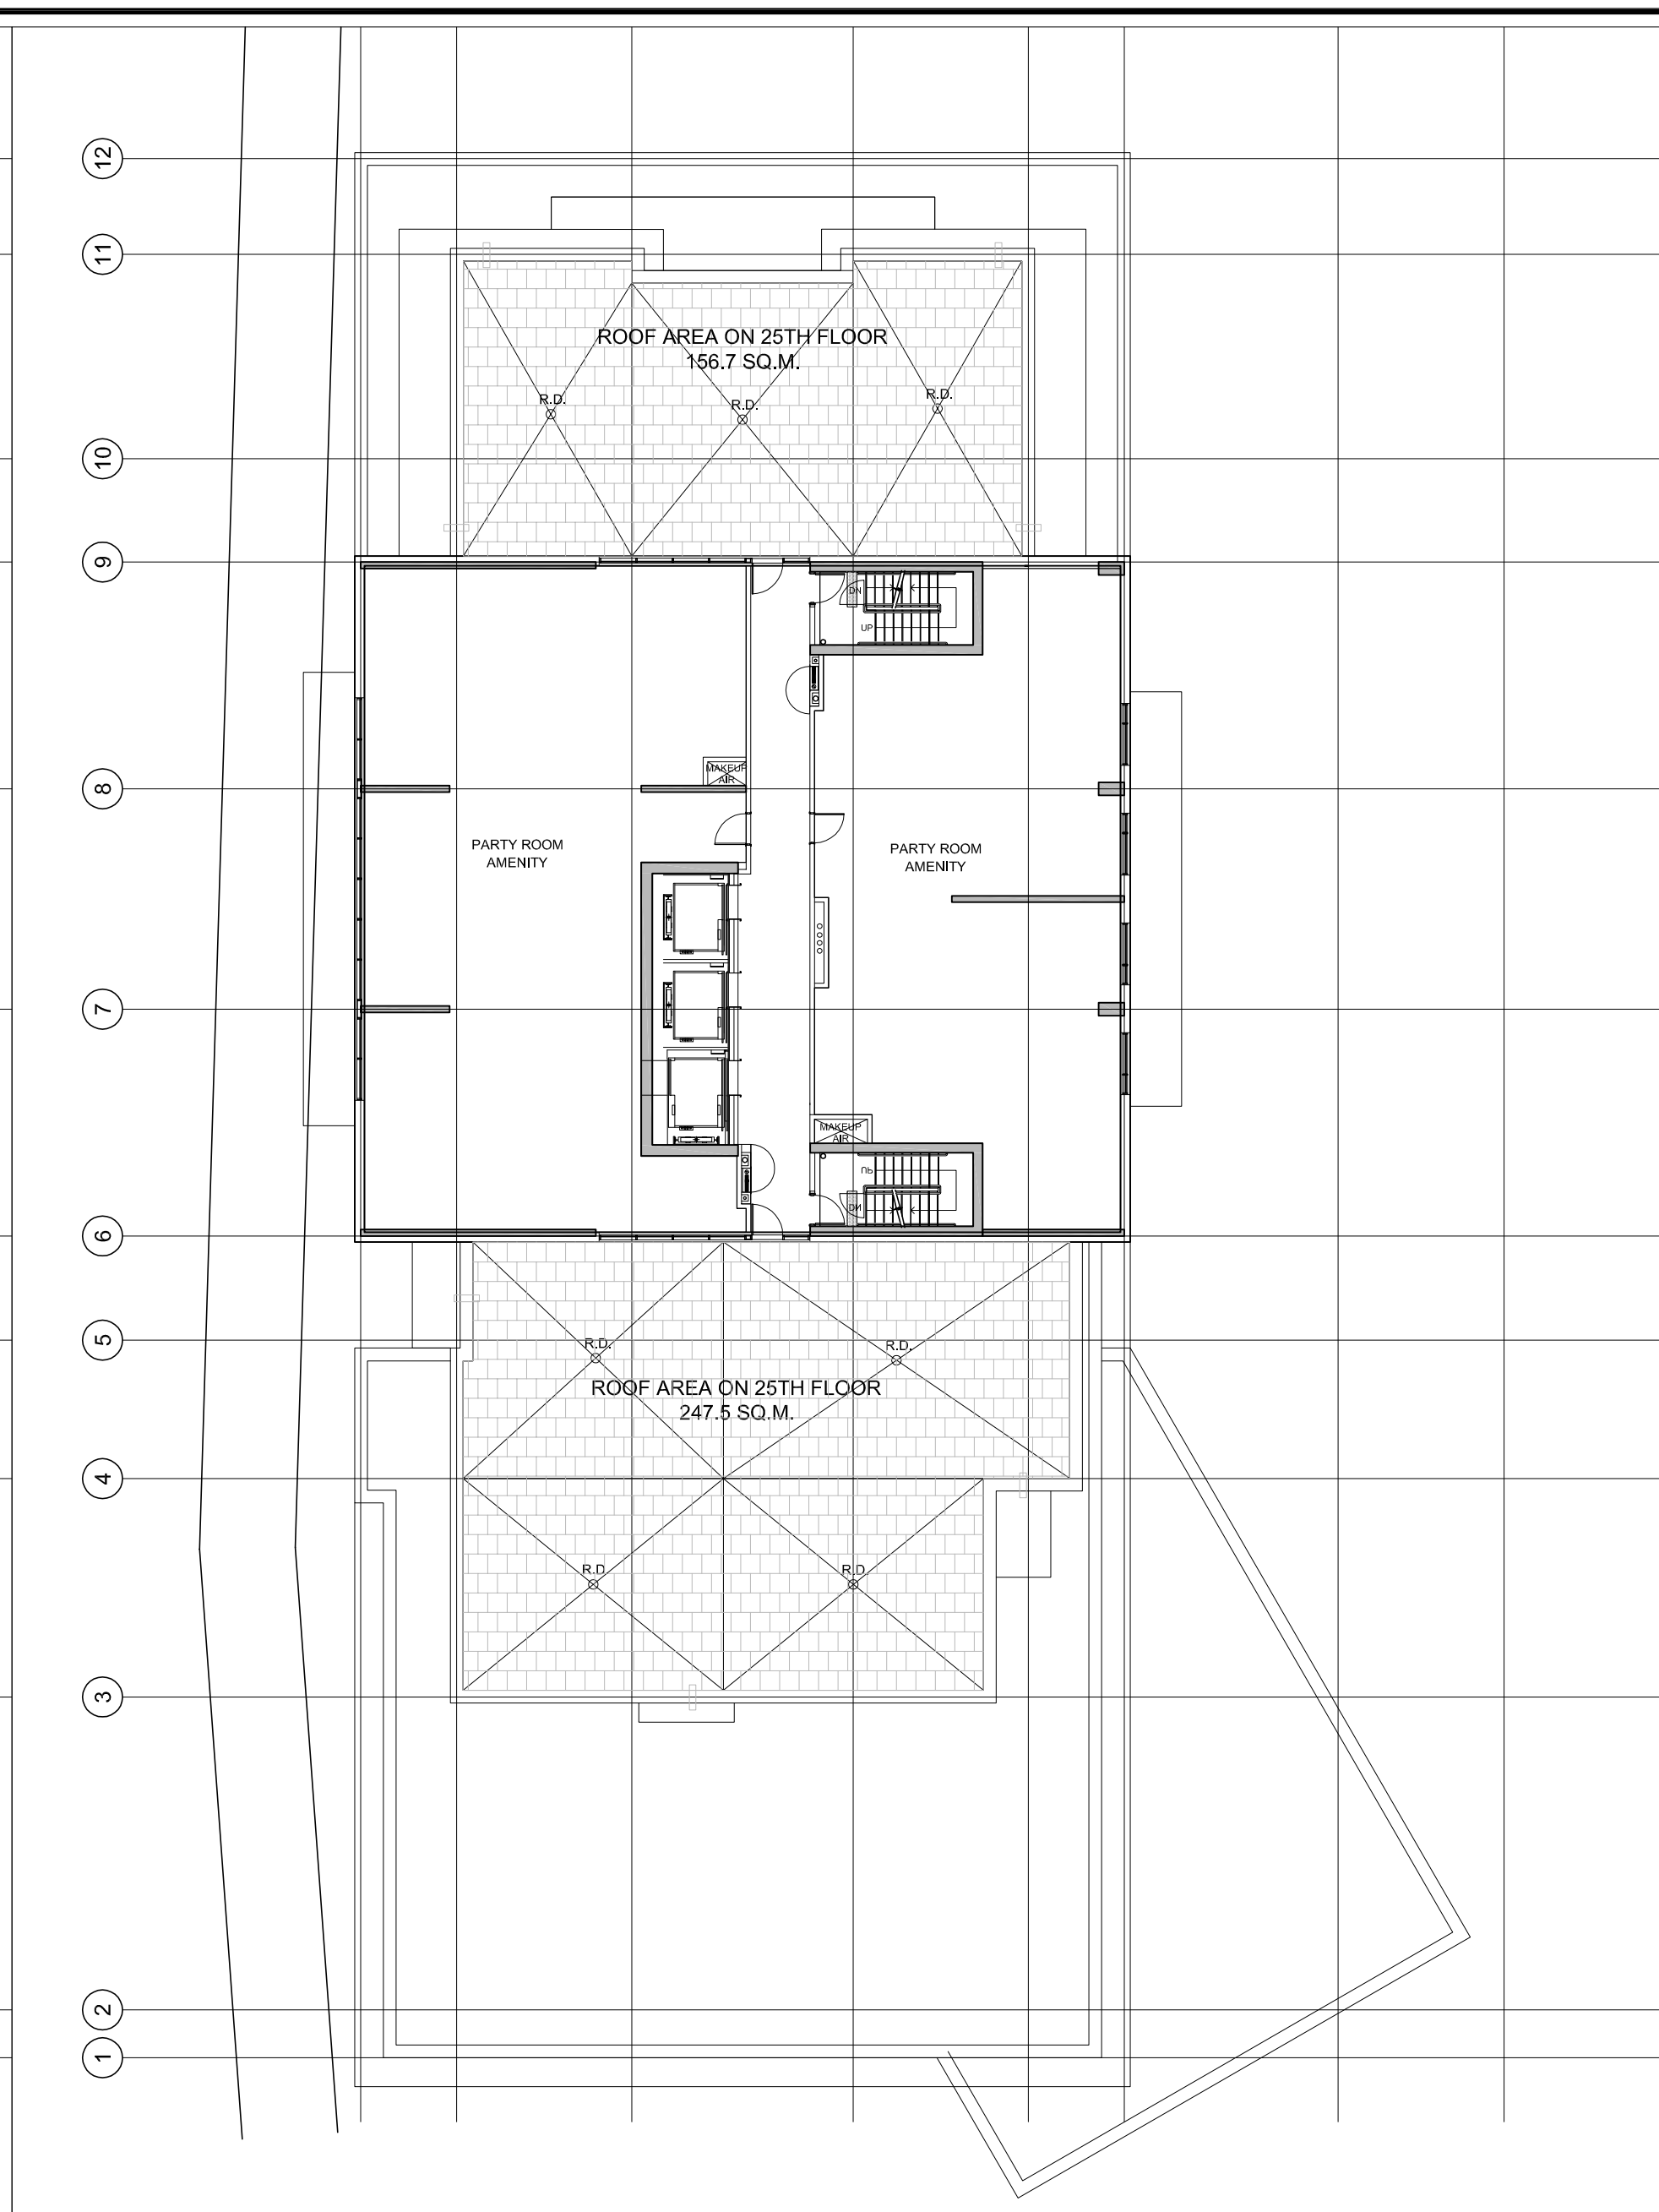 12
11
ROOF AREA ON 25TH FLOOR
156.7 SQ.M.
R.D.
R.D.
R.D.
10
9
DN
UP
MAKEUP
AIR
8
PARTY ROOM
AMENITY
PARTY ROOM
AMENITY
7
MAKEUP
AIR
UP
DN
6
5
R.D.
R.D.
ROOF AREA ON 25TH FLOOR
247.5 SQ.M.
4
R.D.
R.D.
3
2
1